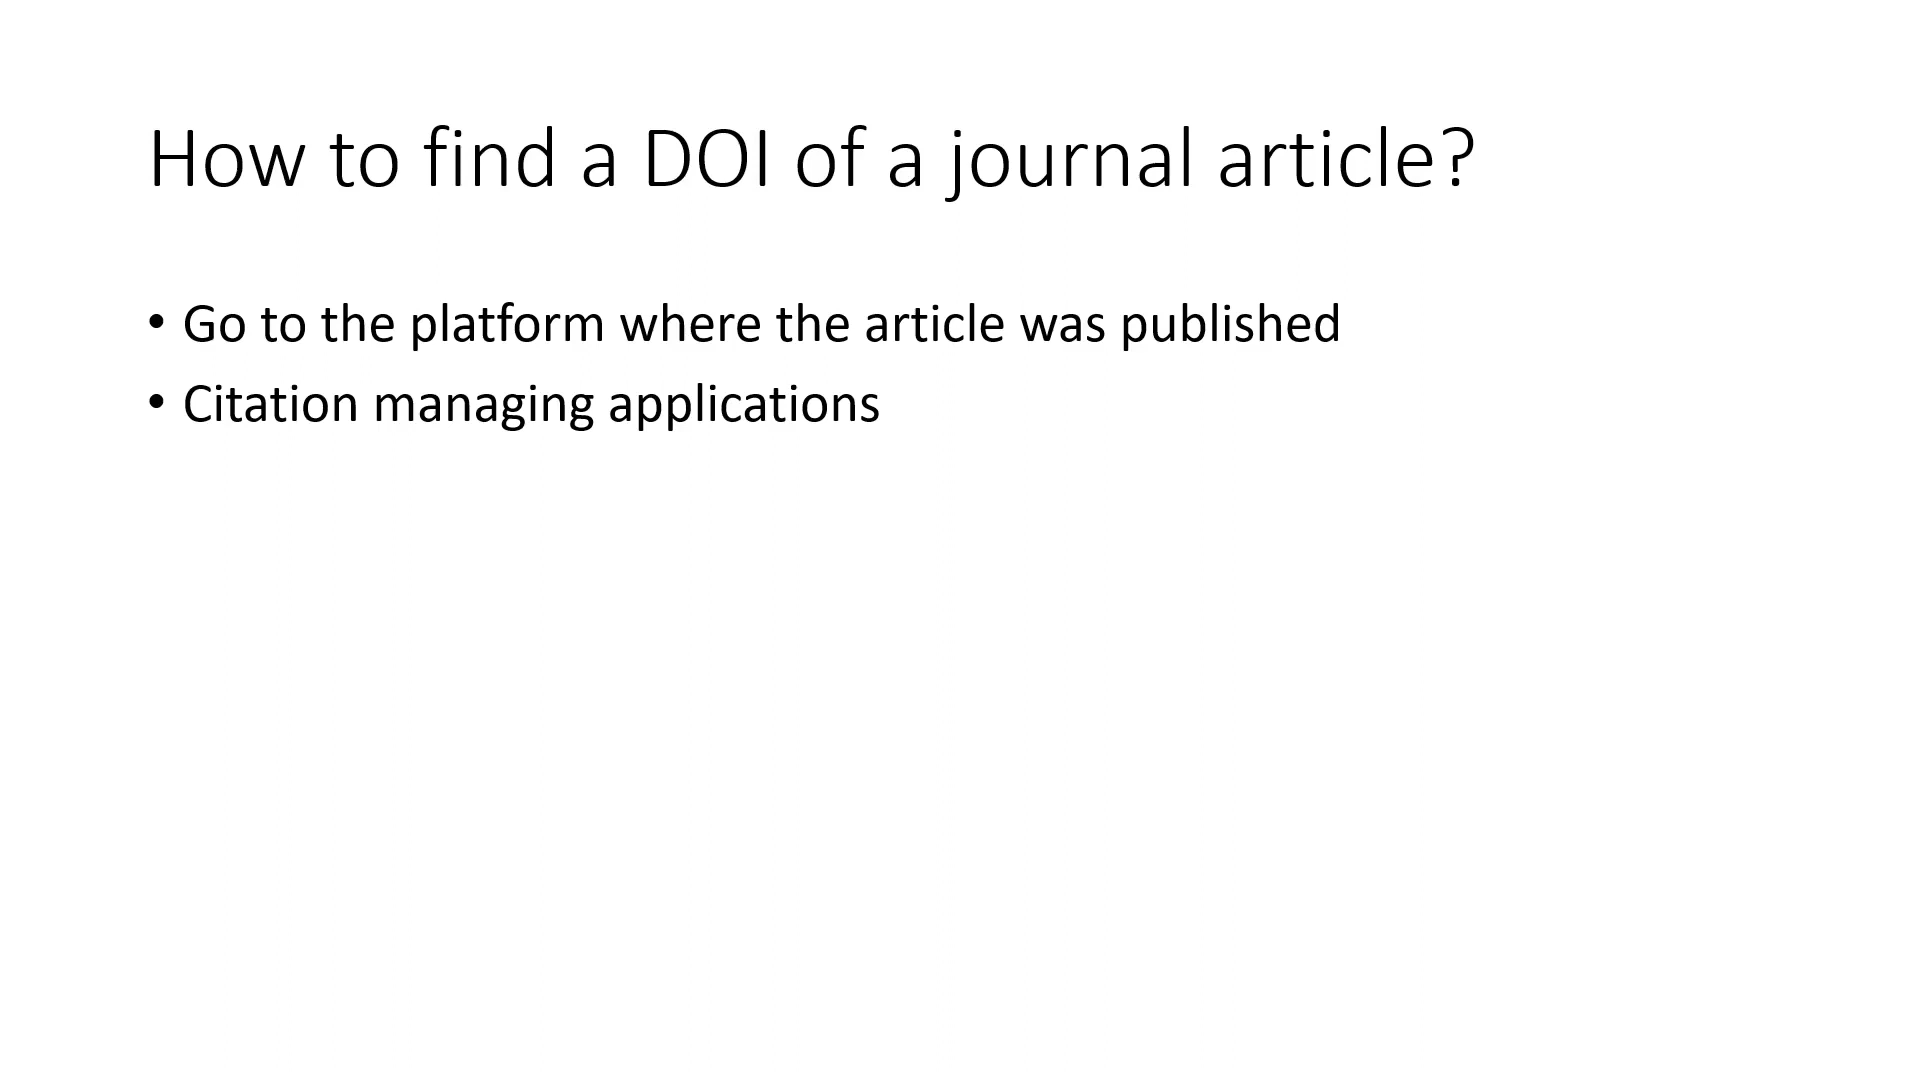 How to find a DOI of a journal article?
• Go to the platform where the article was published
• Citation managing applications